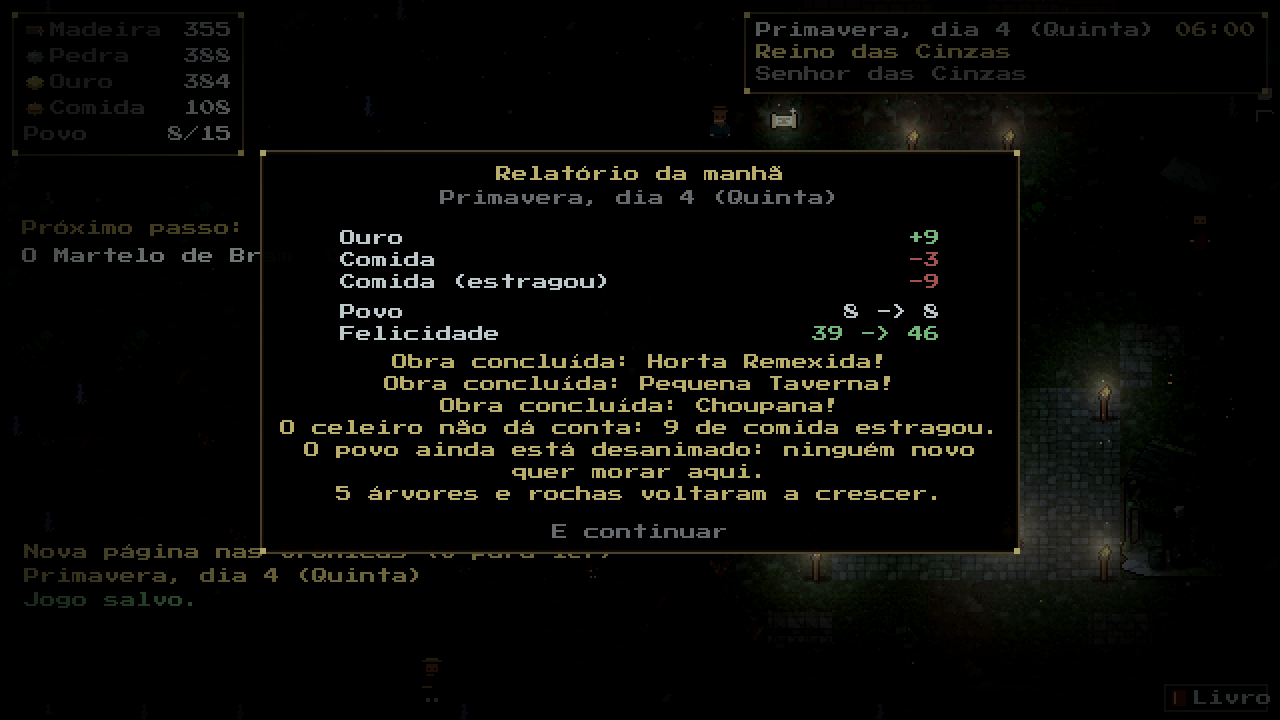 Madeira 355
Pedra 388
Ouro 384
Comida 108
Povo 8/15
Primavera, dia 4 (Quinta) 06:00
Reino das Cinzas
Senhor das Cinzas
Próximo passo:
O Martelo de Bram
Relatório da manhã
Primavera, dia 4 (Quinta)
Ouro +9
Comida -3
Comida (estragou) -9
Povo 8 -> 8
Felicidade 39 -> 46
Obra concluída: Horta Remexida!
Obra concluída: Pequena Taverna!
Obra concluída: Choupana!
O celeiro não dá conta: 9 de comida estragou.
O povo ainda está desanimado: ninguém novo
quer morar aqui.
5 árvores e rochas voltaram a crescer.
E continuar
Nova página nas crônicas
Primavera, dia 4 (Quinta)
Jogo salvo.
Livro